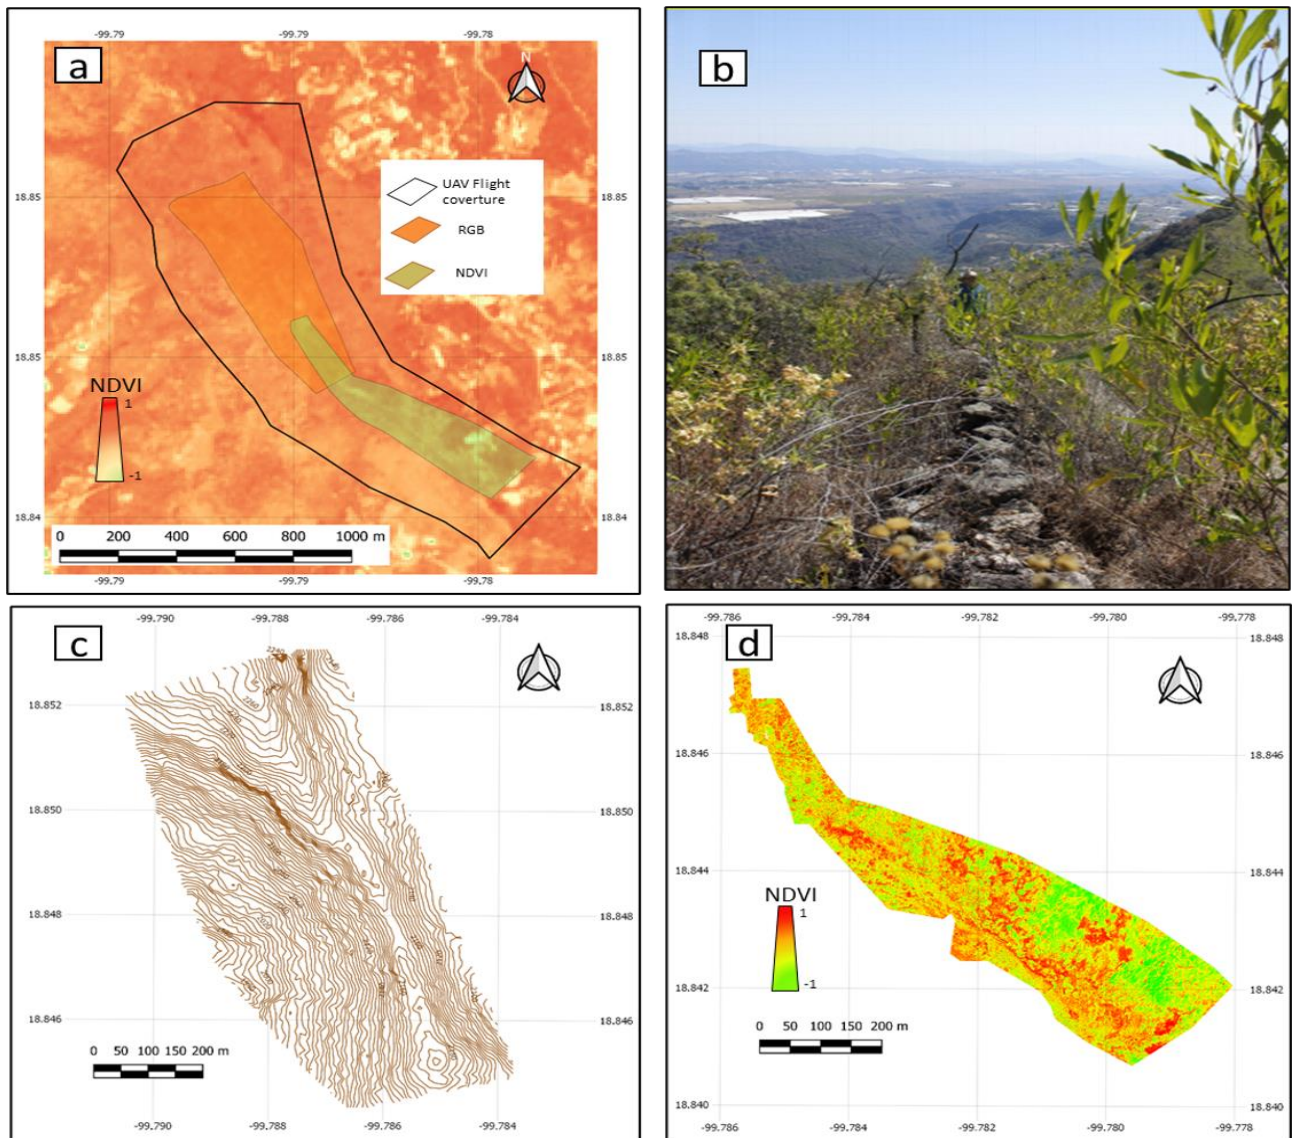 -99.79 -99.79 -99.78
a
N
UAV Flight
coverture
18.85 18.85
RGB
NDVI
18.85 18.85
NDVI
1
-1
18.84 18.84
0 200 400 600 800 1000 m
-99.79 -99.79 -99.78
b
-99.790 -99.788 -99.786 -99.784
c
18.852 18.852
18.850 18.850
18.848 18.848
18.846 18.846
0 50 100 150 200 m
-99.790 -99.788 -99.786 -99.784
-99.786 -99.784 -99.782 -99.780 -99.778
18.848 18.848
d
18.846 18.846
18.844 18.844
NDVI
1
-1
18.842 18.842
0 50 100 150 200 m
18.840 18.840
-99.786 -99.784 -99.782 -99.780 -99.778